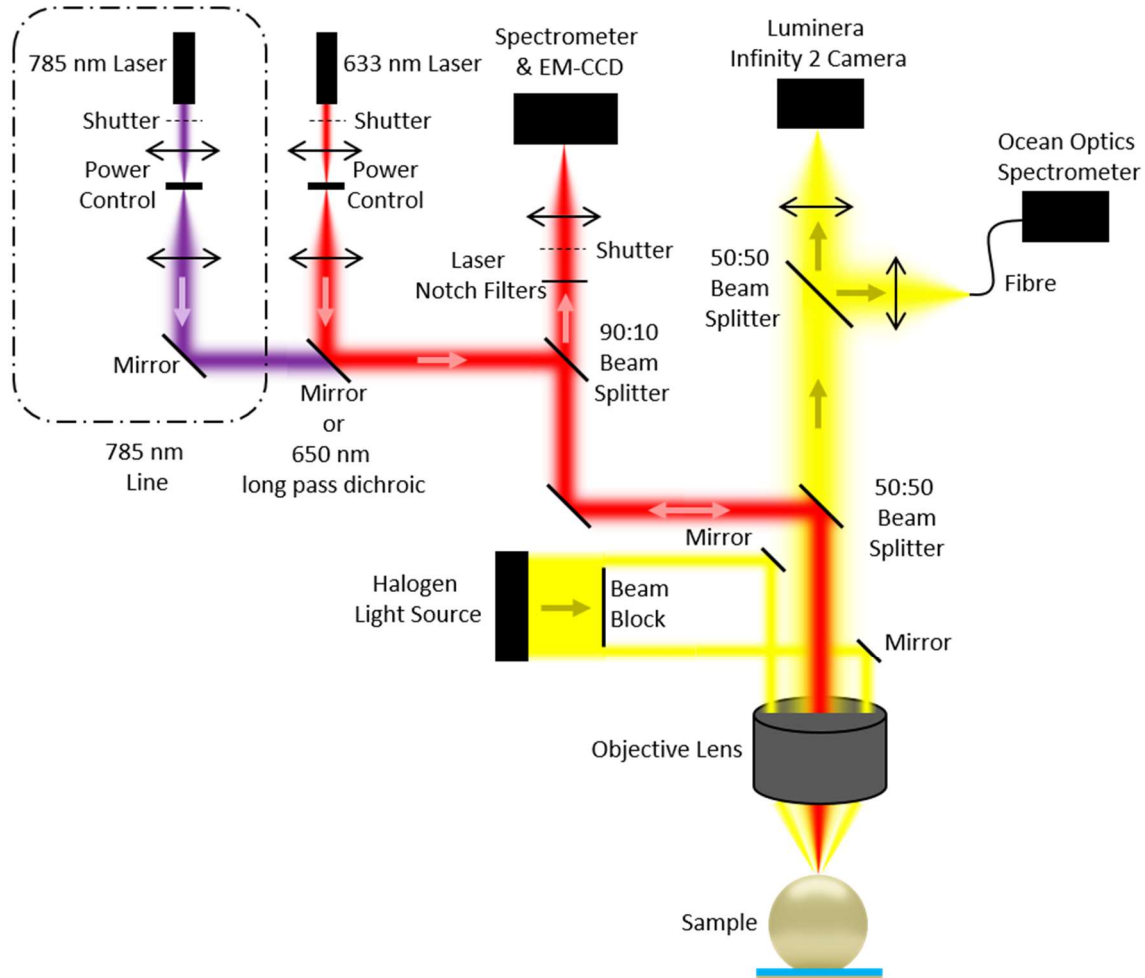 785 nm Laser
Shutter
Power
Control
Mirror
785 nm
Line
633 nm Laser
Shutter
Power
Control
Mirror
or
650 nm
long pass dichroic
Spectrometer
& EM-CCD
Shutter
Laser
Notch Filters
90:10
Beam
Splitter
Luminera
Infinity 2 Camera
Ocean Optics
Spectrometer
Fibre
50:50
Beam
Splitter
50:50
Beam
Splitter
Mirror
Halogen
Light Source
Beam
Block
Mirror
Objective Lens
Sample